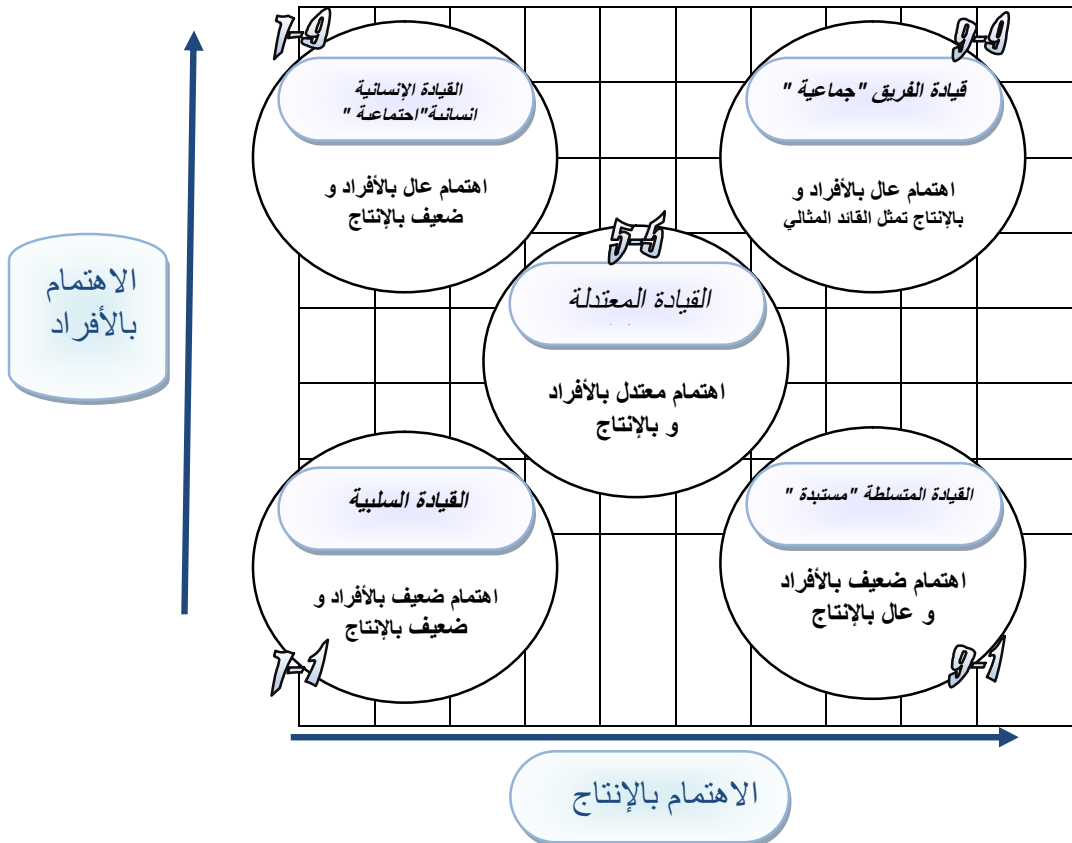 1-9
القيادة الإنسانية
انسانية"اجتماعية "
اهتمام عال بالأفراد و
ضعيف بالإنتاج
9-9
قيادة الفريق "جماعية "
اهتمام عال بالأفراد و
بالإنتاج تمثل القائد المثالي
5-5
القيادة المعتدلة
اهتمام معتدل بالأفراد
و بالإنتاج
الاهتمام
بالأفراد
القيادة السلبية
اهتمام ضعيف بالأفراد و
ضعيف بالإنتاج
1-1
القيادة المتسلطة "مستبدة "
اهتمام ضعيف بالأفراد
و عال بالإنتاج
9-1
الاهتمام بالإنتاج